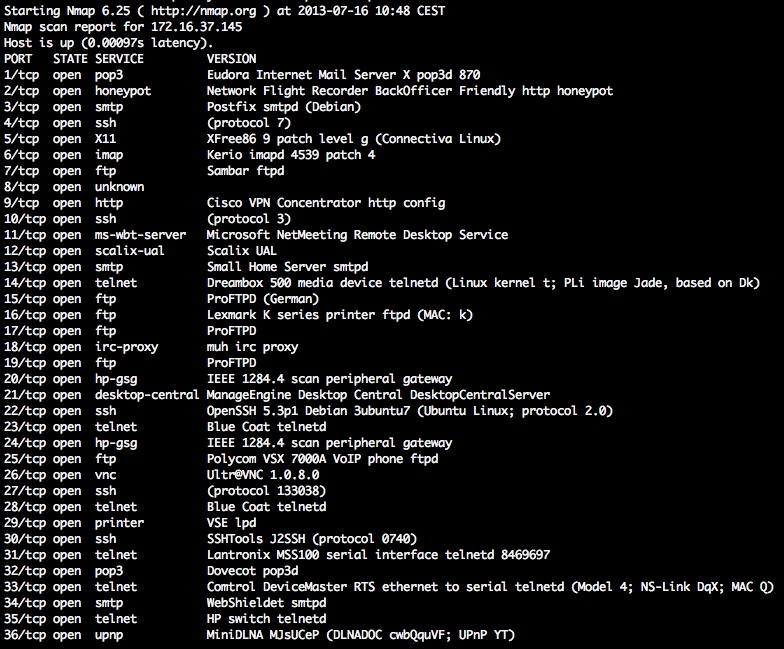 Starting Nmap 6.25 ( http://nmap.org ) at 2013-07-16 10:48 CEST
Nmap scan report for 172.16.37.145
Host is up (0.00097s latency).
PORT STATE SERVICE VERSION
1/tcp open pop3 Eudora Internet Mail Server X pop3d 870
2/tcp open honeypot Network Flight Recorder BackOfficer Friendly http honeypot
3/tcp open smtp Postfix smtpd (Debian)
4/tcp open ssh (protocol 7)
5/tcp open X11 XFree86 9 patch level g (Connectiva Linux)
6/tcp open imap Kerio imapd 4539 patch 4
7/tcp open ftp Sambar ftpd
8/tcp open unknown
9/tcp open http Cisco VPN Concentrator http config
10/tcp open ssh (protocol 3)
11/tcp open ms-wbt-server Microsoft NetMeeting Remote Desktop Service
12/tcp open scalix-ual Scalix UAL
13/tcp open smtp Small Home Server smtpd
14/tcp open telnet Dreambox 500 media device telnetd (Linux kernel t; PLi image Jade, based on Dk)
15/tcp open ftp ProFTPD (German)
16/tcp open ftp Lexmark K series printer ftpd (MAC: k)
17/tcp open ftp ProFTPD
18/tcp open irc-proxy muh irc proxy
19/tcp open ftp ProFTPD
20/tcp open hp-gsg IEEE 1284.4 scan peripheral gateway
21/tcp open desktop-central ManageEngine Desktop Central DesktopCentralServer
22/tcp open ssh OpenSSH 5.3p1 Debian 3ubuntu7 (Ubuntu Linux; protocol 2.0)
23/tcp open telnet Blue Coat telnetd
24/tcp open hp-gsg IEEE 1284.4 scan peripheral gateway
25/tcp open ftp Polycom VSX 7000A VoIP phone ftpd
26/tcp open vnc Ultr@VNC 1.0.8.0
27/tcp open ssh (protocol 133038)
28/tcp open telnet Blue Coat telnetd
29/tcp open printer VSE lpd
30/tcp open ssh SSHTools J2SSH (protocol 0740)
31/tcp open telnet Lantronix MSS100 serial interface telnetd 8469697
32/tcp open pop3 Dovecot pop3d
33/tcp open telnet Comtrol DeviceMaster RTS ethernet to serial telnetd (Model 4; NS-Link DqX; MAC Q)
34/tcp open smtp WebShieldet smtpd
35/tcp open telnet HP switch telnetd
36/tcp open upnp MiniDLNA MJsUCeP (DLNADOC cwbQquVF; UPnP YT)